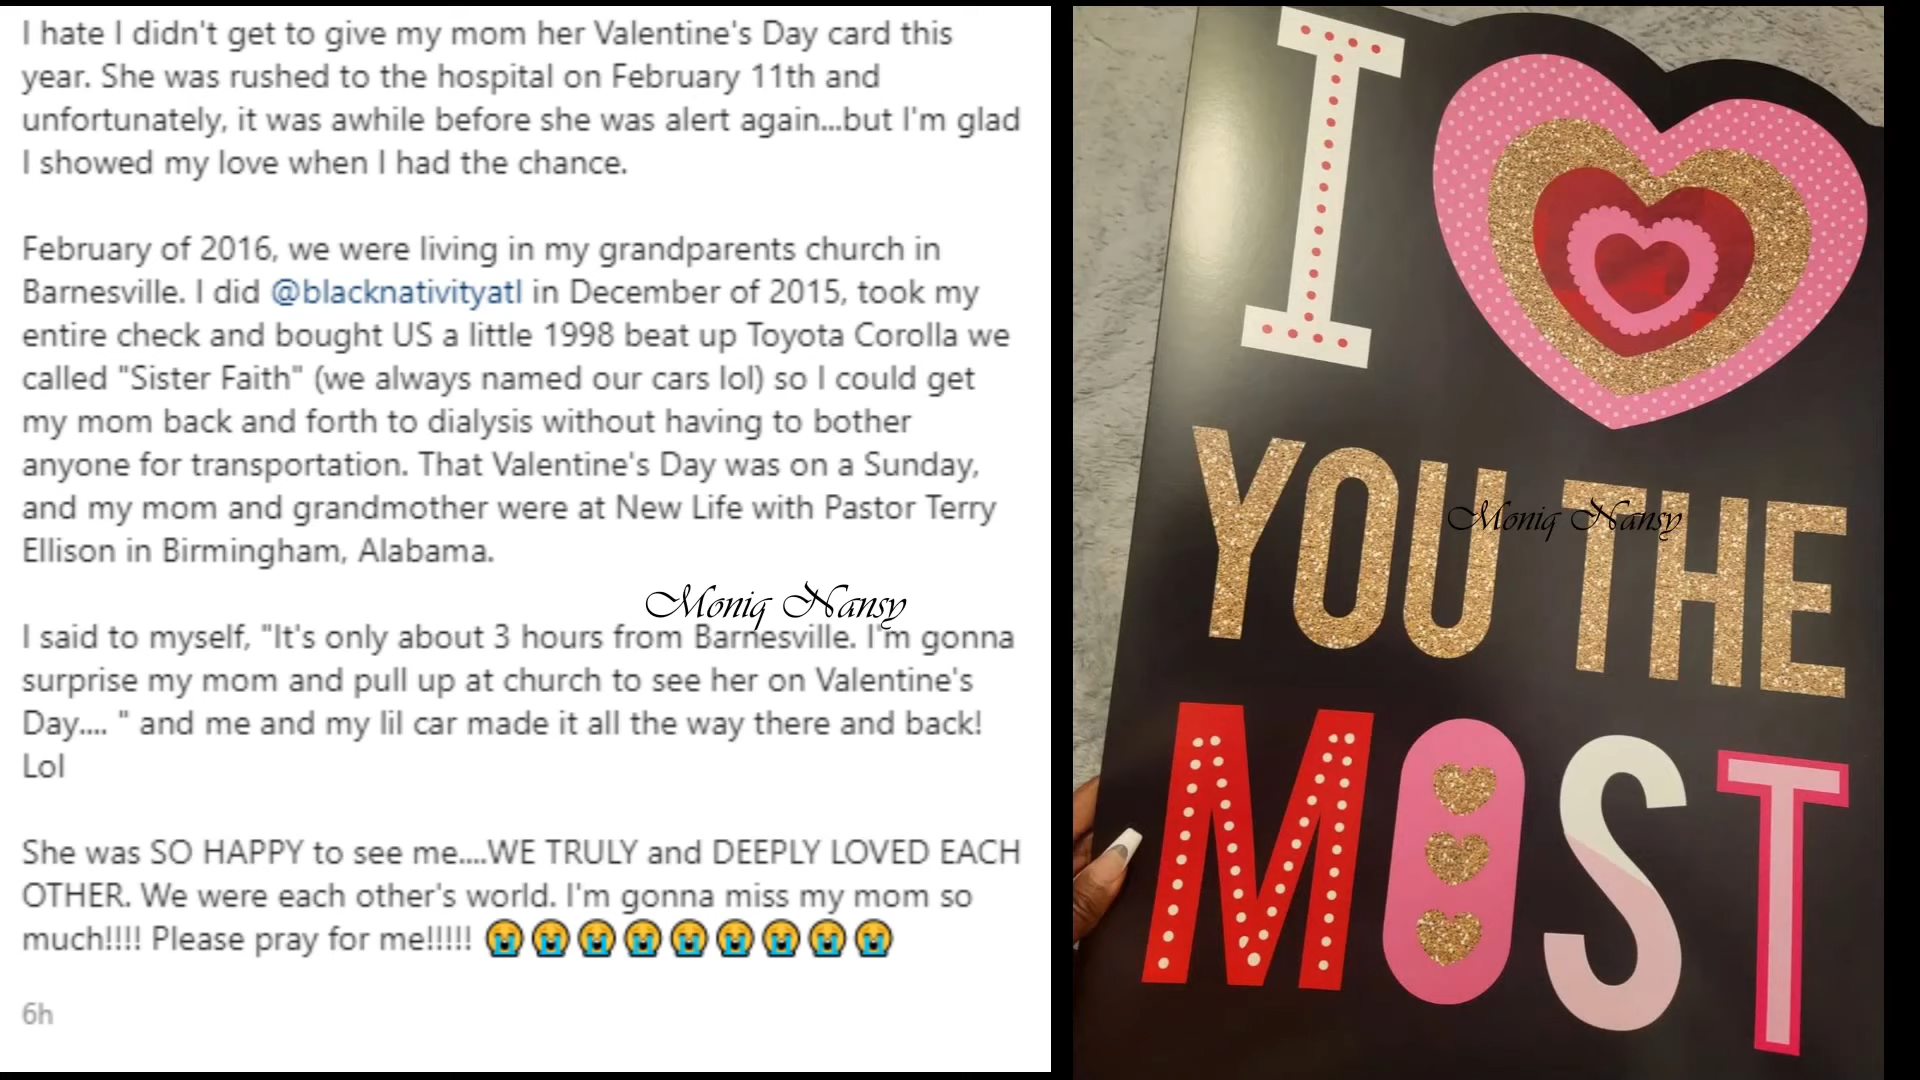 I hate I didn't get to give my mom her Valentine's Day card this
year. She was rushed to the hospital on February 11th and
unfortunately, it was awhile before she was alert again...but I'm glad
I showed my love when I had the chance.
February of 2016, we were living in my grandparents church in
Barnesville. I did @blacknativityatl in December of 2015, took my
entire check and bought US a little 1998 beat up Toyota Corolla we
called "Sister Faith" (we always named our cars lol) so I could get
my mom back and forth to dialysis without having to bother
anyone for transportation. That Valentine's Day was on a Sunday,
and my mom and grandmother were at New Life with Pastor Terry
Ellison in Birmingham, Alabama.
Moniq Nansy
I said to myself, "It's only about 3 hours from Barnesville. I'm gonna
surprise my mom and pull up at church to see her on Valentine's
Day.... " and me and my lil car made it all the way there and back!
Lol
She was SO HAPPY to see me....WE TRULY and DEEPLY LOVED EACH
OTHER. We were each other's world. I'm gonna miss my mom so
much!!!! Please pray for me!!!!! 😭😭😭😭😭😭😭😭😭
6h
I
YOU THE
Moniq Nansy
MOST